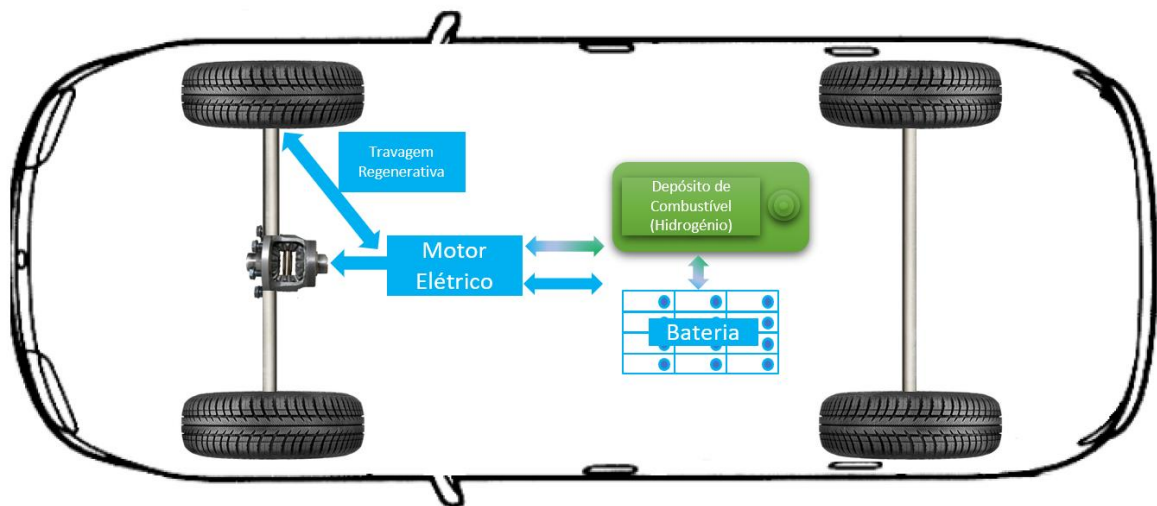 Travagem
Regenerativa
Depósito de
Combustível
(Hidrogénio)
Motor
Elétrico
Bateria